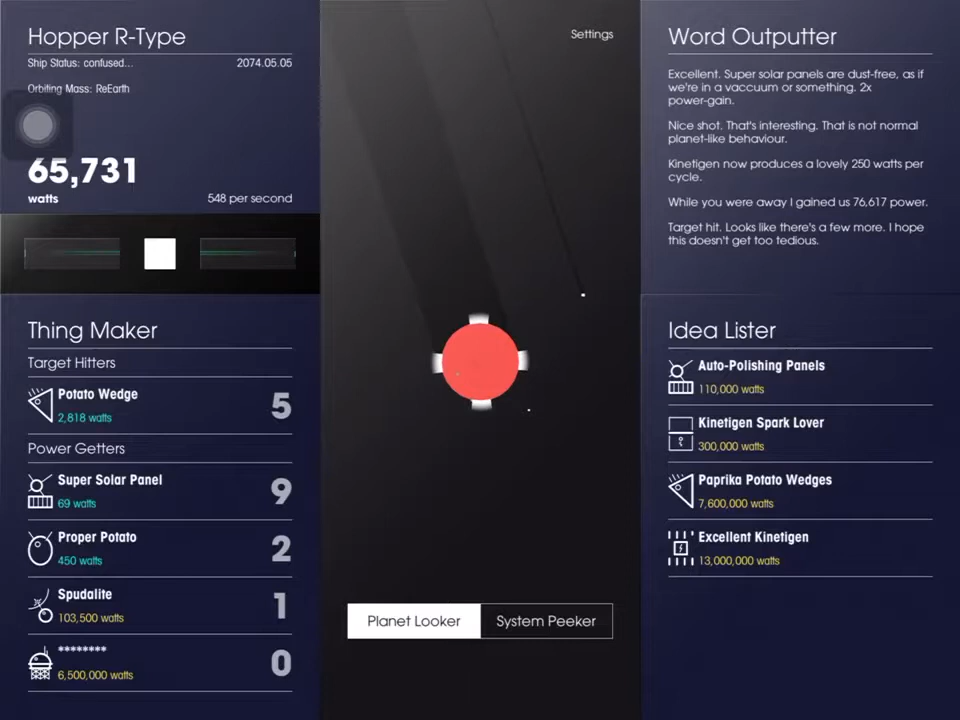 Hopper R-Type
Ship Status: confused...
2074.05.05
Orbiting Mass: ReEarth
65,731
watts
548 per second
Thing Maker
Target Hitters
Potato Wedge
2,818 watts
5
Power Getters
Super Solar Panel
69 watts
9
Proper Potato
450 watts
2
Spudalite
103,500 watts
1
********
6,500,000 watts
0
Settings
Planet Looker
System Peeker
Word Outputter
Excellent. Super solar panels are dust-free, as if
we're in a vaccuum or something. 2x
power-gain.
Nice shot. That's interesting. That is not normal
planet-like behaviour.
Kinetigen now produces a lovely 250 watts per
cycle.
While you were away I gained us 76,617 power.
Target hit. Looks like there's a few more. I hope
this doesn't get too tedious.
Idea Lister
Auto-Polishing Panels
110,000 watts
Kinetigen Spark Lover
300,000 watts
Paprika Potato Wedges
7,600,000 watts
Excellent Kinetigen
13,000,000 watts